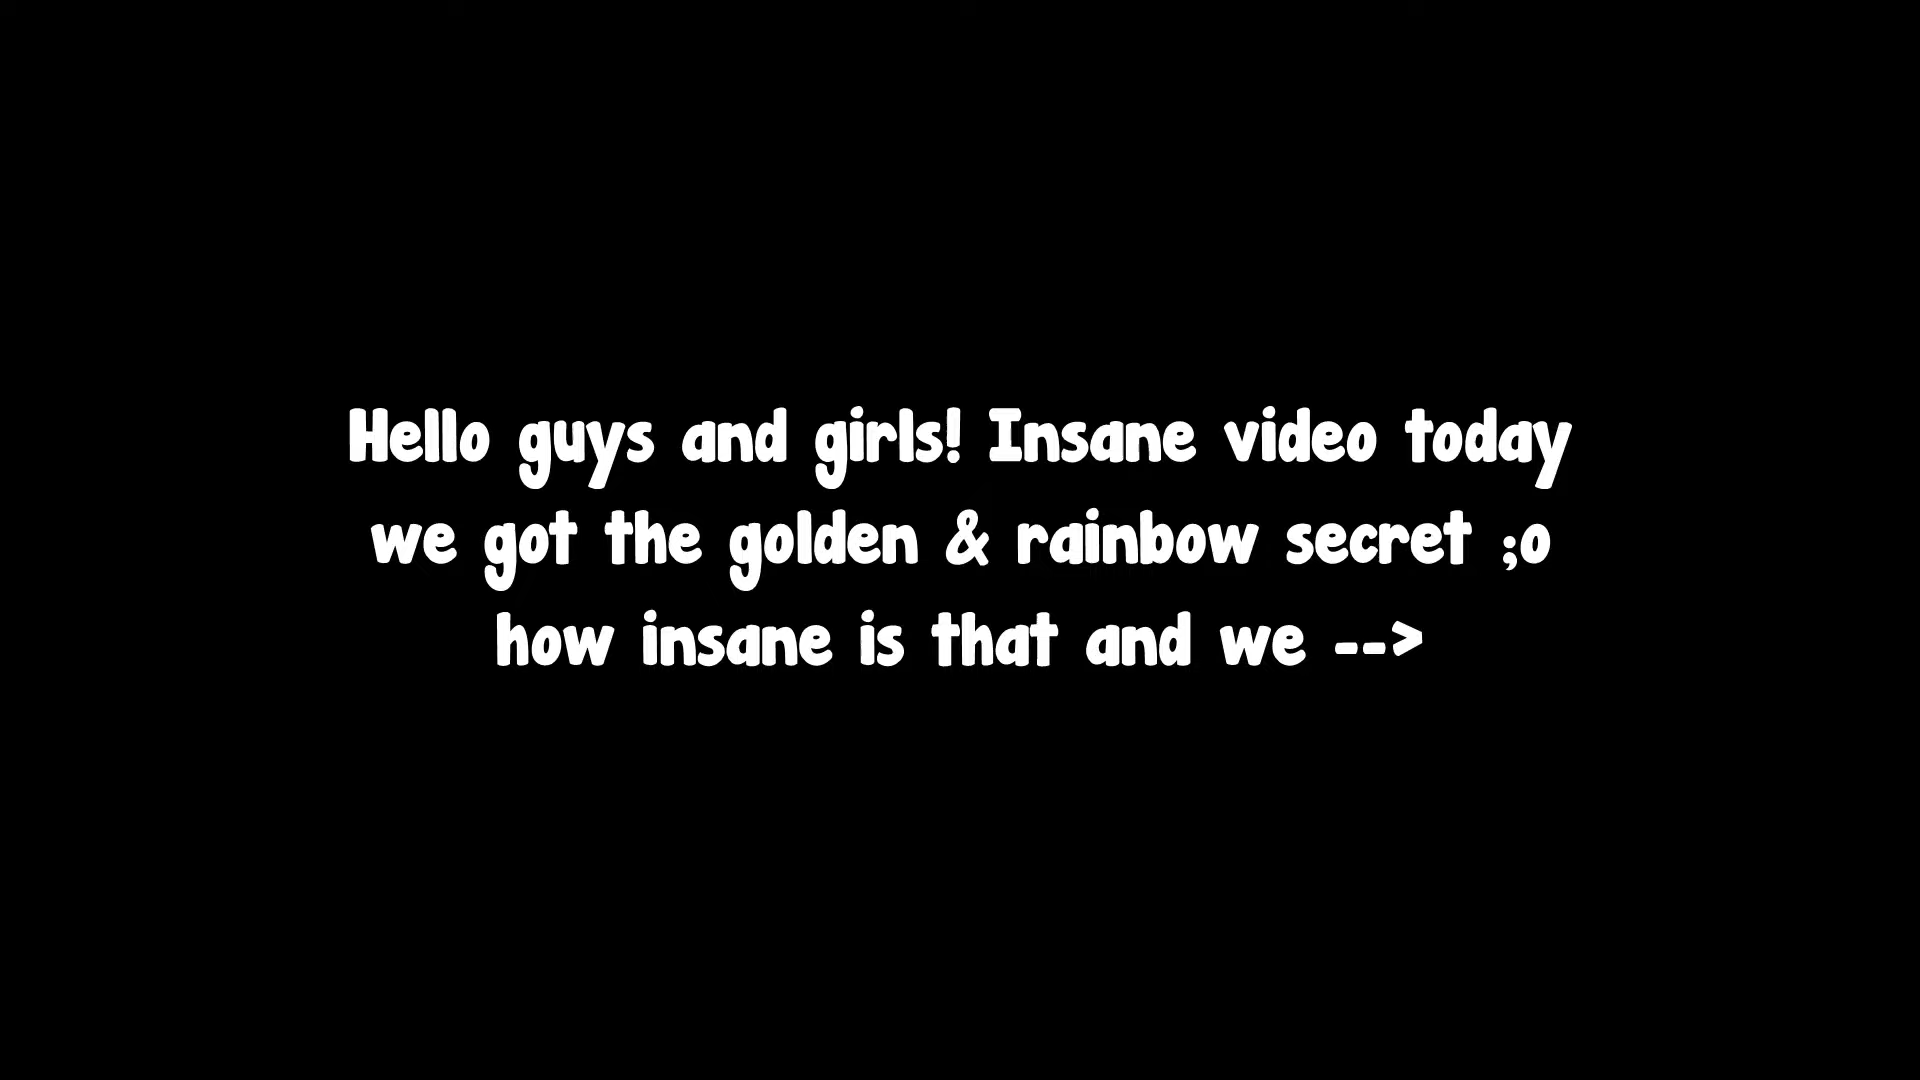 Hello guys and girls! Insane video today
we got the golden & rainbow secret ;o
how insane is that and we -->